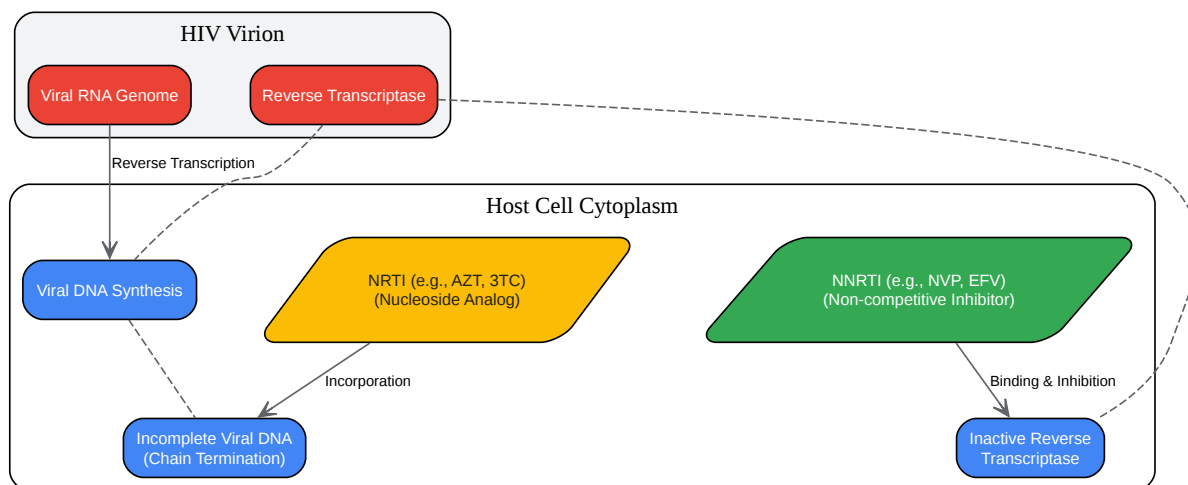 HIV Virion
Viral RNA Genome
Reverse Transcriptase
Reverse Transcription
Host Cell Cytoplasm
Viral DNA Synthesis
NRTI (e.g., AZT, 3TC)
(Nucleoside Analog)
NNRTI (e.g., NVP, EFV)
(Non-competitive Inhibitor)
Incorporation
Binding & Inhibition
Incomplete Viral DNA
(Chain Termination)
Inactive Reverse
Transcriptase